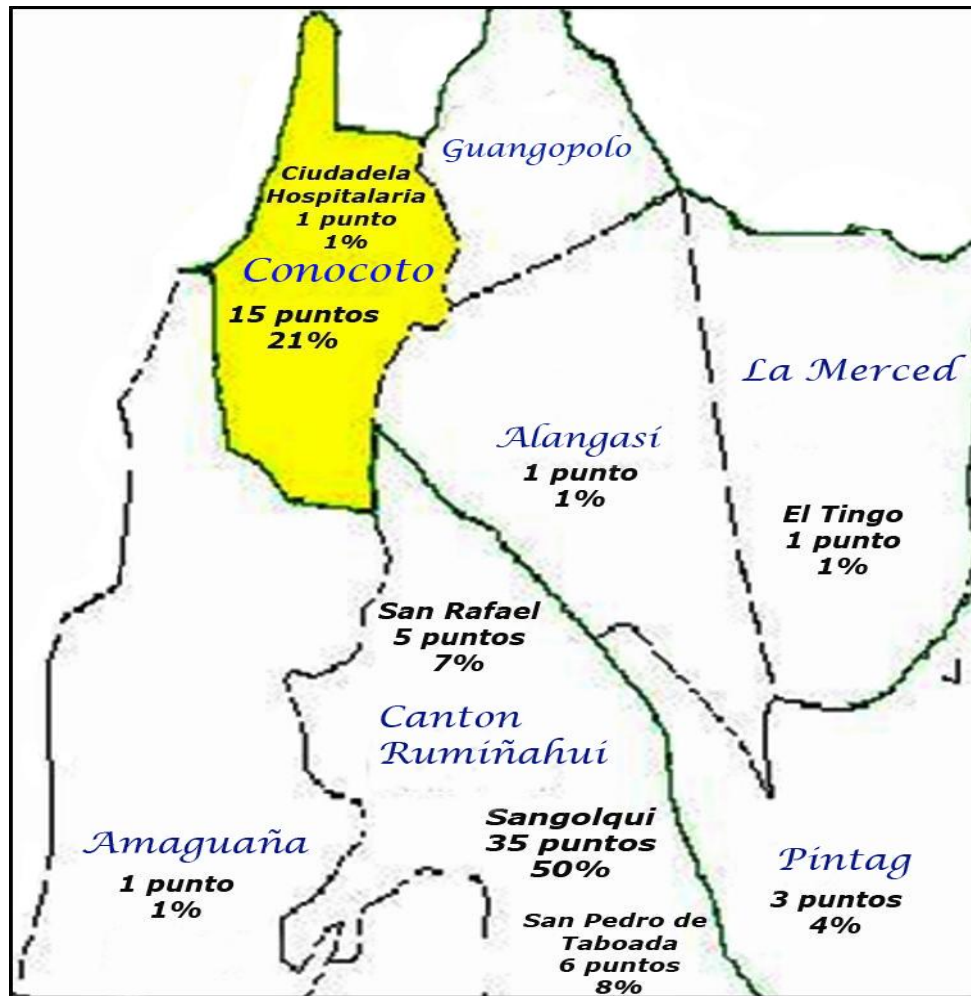 Guangopolo
Ciudadela
Hospitalaria
1 punto
1%
Conocoto
15 puntos
21%
La Merced
Alangasí
1 punto
1%
El Tingo
1 punto
1%
San Rafael
5 puntos
7%
Canton
Rumiñahui
Sangolqui
35 puntos
50%
Amaguaña
1 punto
1%
Pintag
3 puntos
4%
San Pedro de
Taboada
6 puntos
8%